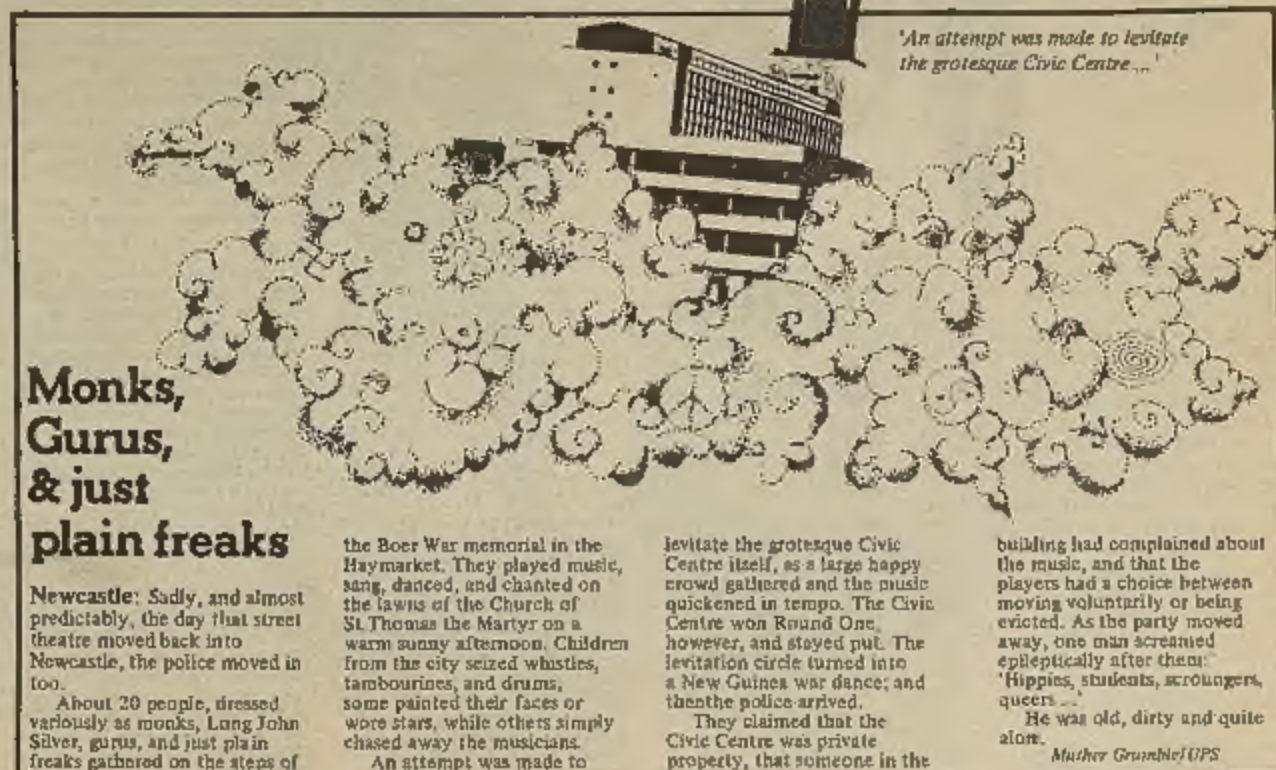 'An attempt was made to levitate
the grotesque Civic Centre ...'
Monks,
Gurus,
& just
plain freaks
Newcastle: Sadly, and almost
predictably, the day that street
theatre moved back into
Newcastle, the police moved in
too.
About 20 people, dressed
variously as monks, Long John
Silver, gurus, and just plain
freaks gathered on the steps of
the Boer War memorial in the
Haymarket. They played music,
sang, danced, and chanted on
the lawns of the Church of
St Thomas the Martyr on a
warm sunny afternoon. Children
from the city seized whistles,
tambourines, and drums,
some painted their faces or
wore stars, while others simply
chased away the musicians.
An attempt was made to
levitate the grotesque Civic
Centre itself, as a large happy
crowd gathered and the music
quickened in tempo. The Civic
Centre won Round One,
however, and stayed put. The
levitation circle turned into
a New Guinea war dance; and
thenthe police arrived.
They claimed that the
Civic Centre was private
property, that someone in the
building had complained about
the music, and that the
players had a choice between
moving voluntarily or being
evicted. As the party moved
away, one man screamed
epileptically after them:
'Hippies, students, scroungers,
queers ...'
He was old, dirty and quite
alone.
Muther Grumble/UPS